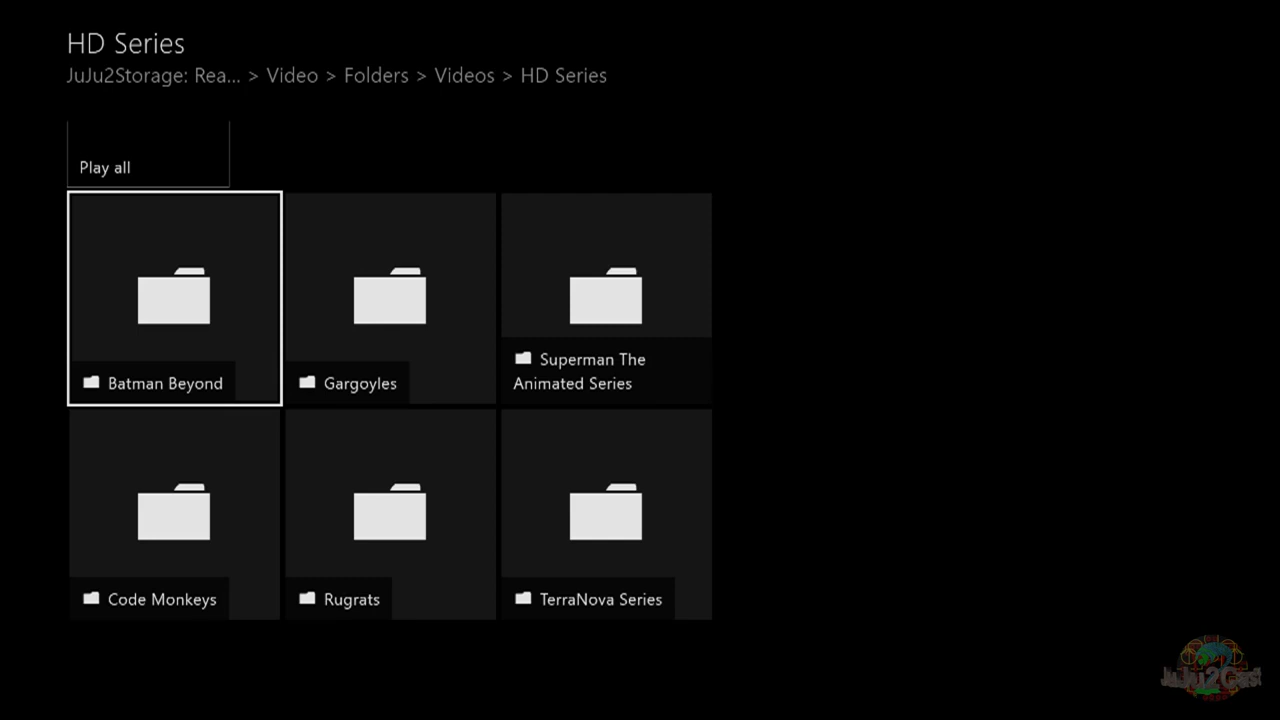 HD Series
JuJu2Storage: Rea... > Video > Folders > Videos > HD Series
Play all
Batman Beyond
Gargoyles
Superman The
Animated Series
Code Monkeys
Rugrats
TerraNova Series
JuJu2Cast